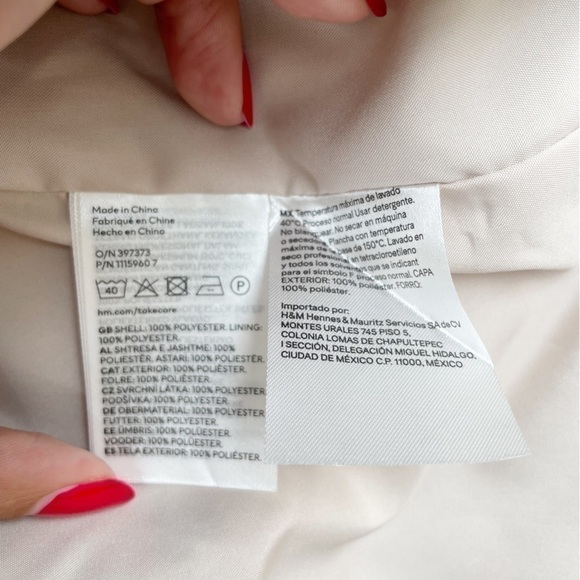 Made in China
Fabriqué en Chine
Hecho en Chino
O/N 397373
P/N 1115960 7
40 P
hm.com/takecare
GB SHELL: 100% POLYESTER. LINING:
100% POLYESTER.
AL SHTRESA E JASHTME: 100%
POLIESTËR. ASTARI: 100% POLIESTËR.
CAT EXTERIOR: 100% POLIÈSTER
FOLRE: 100% POLIÈSTER
CZ SVRCHNÍ LÁTKA: 100% POLYESTER
PODŠÍVKA: 100% POLYESTER
DE OBERMATERIAL: 100% POLYESTER
FUTTER: 100% POLYESTER
EE ÜMBRIS: 100% POLÜESTER
VOODER: 100% POLÜESTER
ES TELA EXTERIOR: 100% POLIÉSTER.
MX Temperatura máxima de lavado
40°C Proceso normal Usar detergente.
No blanquear. No secar en máquina
o secadora. Plancha con temperatura
máxima de base de 150°C. Lavado en
seco profesional en tetracloroetileno
y todos los solventes que se indicant
para el símbolo F, proceso normal. CAPA
EXTERIOR: 100% poliéster. FORRO:
100% poliéster.
Importado por:
H&M Hennes & Mauritz Servicios SA de CV
MONTES URALES 745 PISO 5,
COLONIA LOMAS DE CHAPULTEPEC
I SECCIÓN, DELEGACIÓN MIGUEL HIDALGO,
CIUDAD DE MÉXICO C.P. 11000, MÉXICO